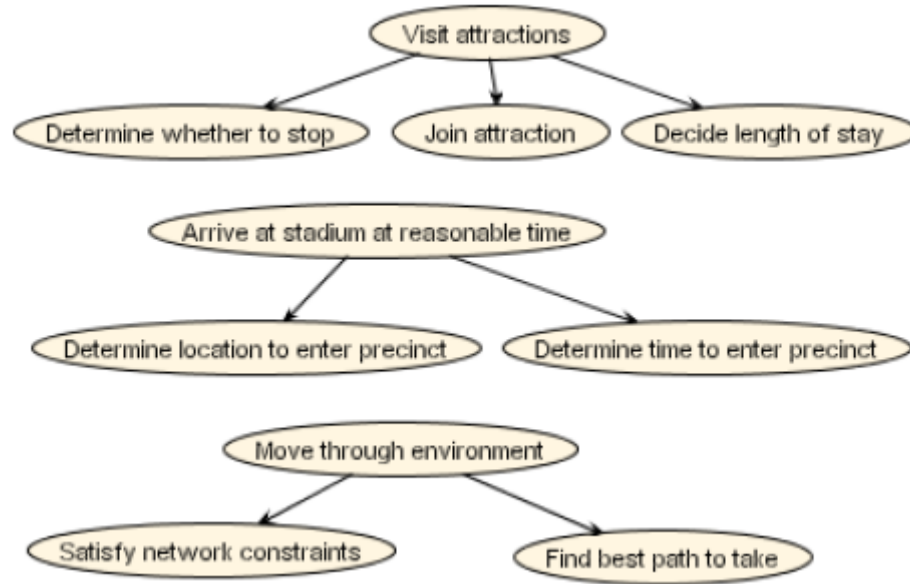 Visit attractions
Determine whether to stop
Join attraction
Decide length of stay
Arrive at stadium at reasonable time
Determine location to enter precinct
Determine time to enter precinct
Move through environment
Satisfy network constraints
Find best path to take